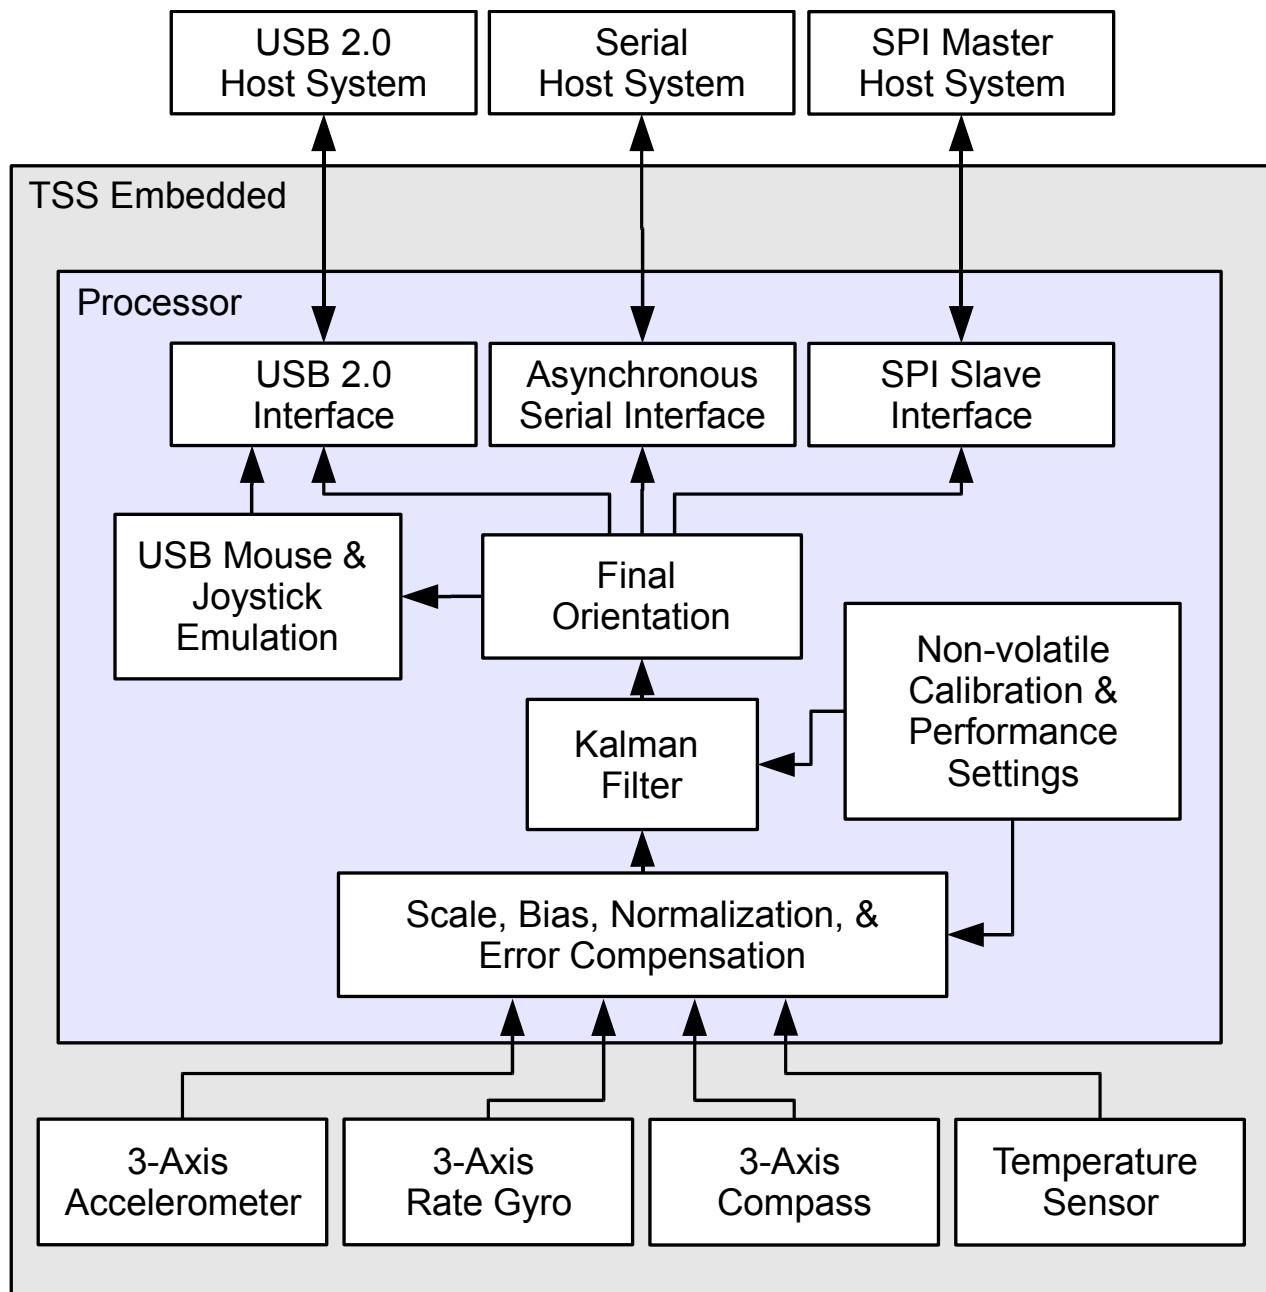 USB 2.0
Host System
Serial
Host System
SPI Master
Host System
TSS Embedded
Processor
USB 2.0
Interface
Asynchronous
Serial Interface
SPI Slave
Interface
USB Mouse &
Joystick
Emulation
Final
Orientation
Non-volatile
Calibration &
Performance
Settings
Kalman
Filter
Scale, Bias, Normalization, &
Error Compensation
3-Axis
Accelerometer
3-Axis
Rate Gyro
3-Axis
Compass
Temperature
Sensor